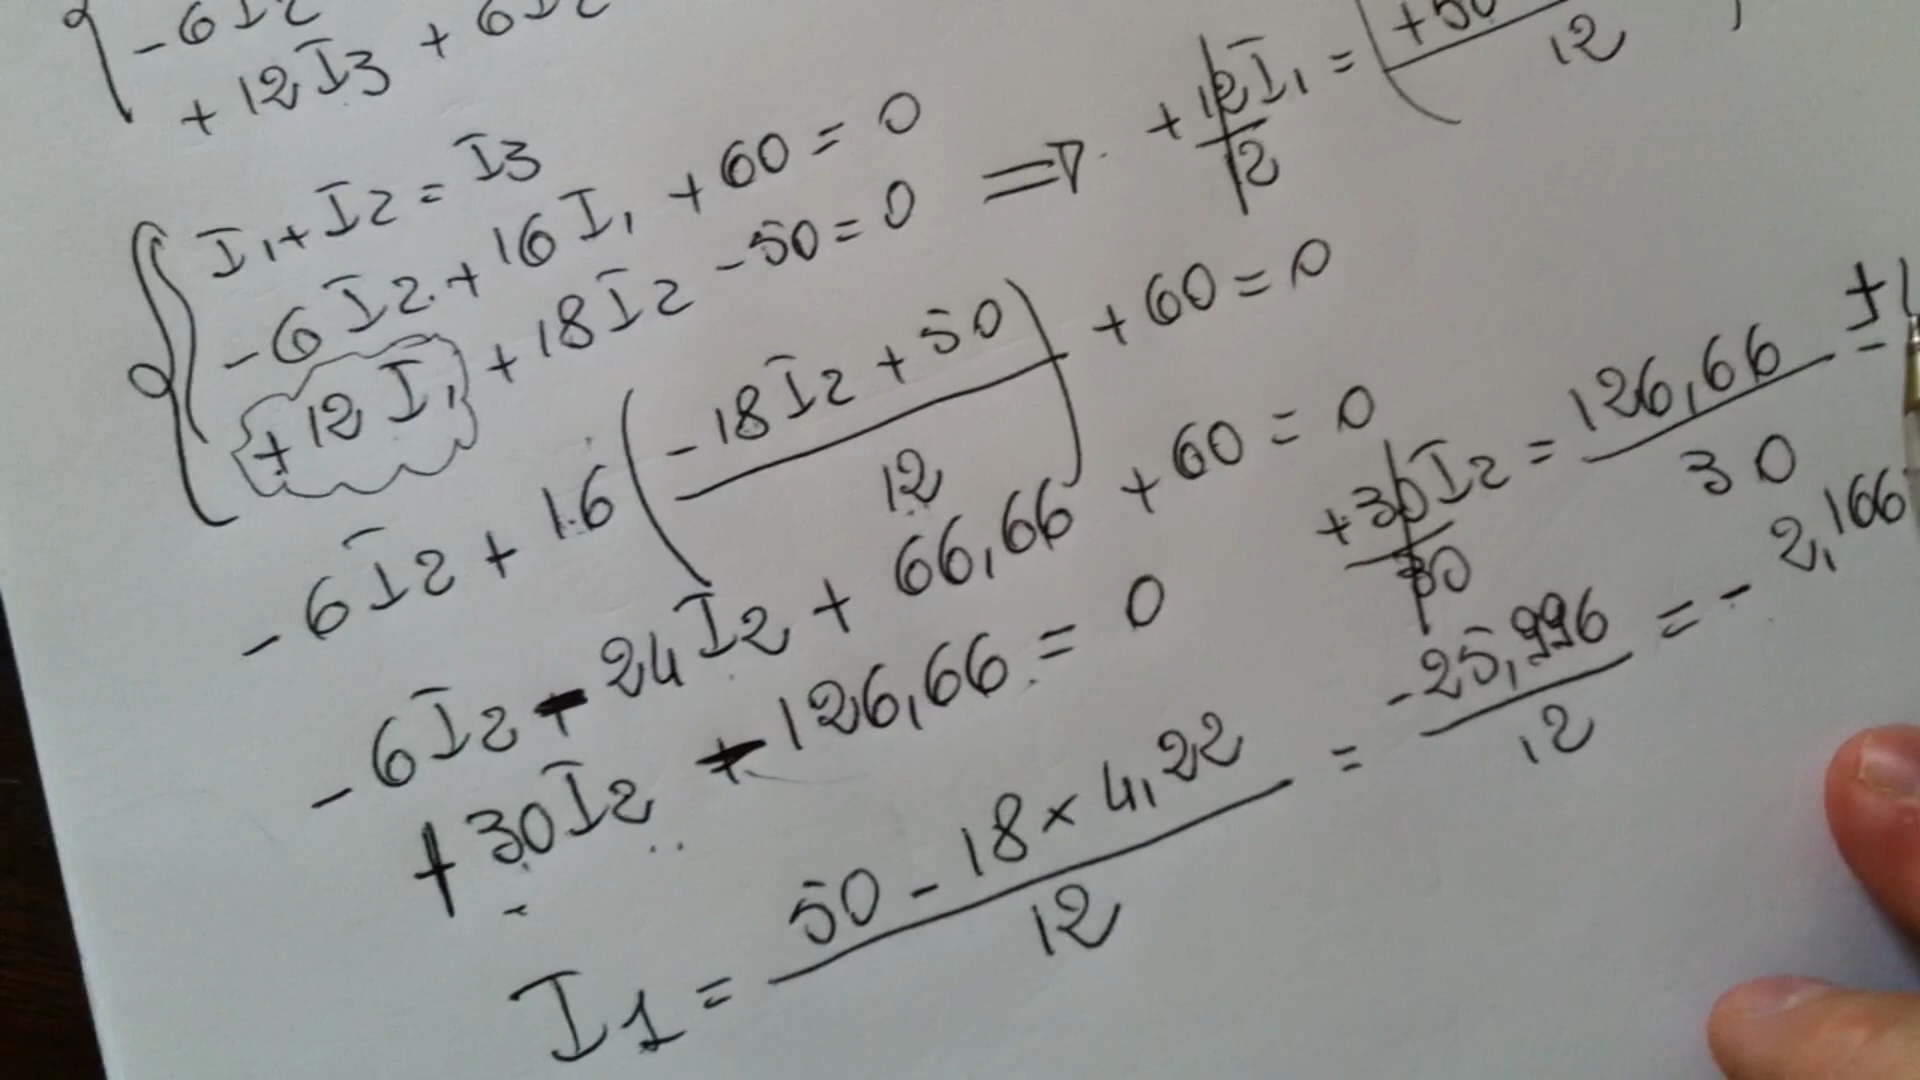 -6I2
+12I3 + 6I2
I1+I2 = I3
-6I2 + 16I1 + 60 = 0
+12I1 + 18I2 - 50 = 0
⇒ +12I1/12 = (+50
12
-6I2 + 16(-18I2 + 50/12) + 60 = 0
-6I2 - 24I2 + 66,66 + 60 = 0
+30I2 - 126,66 = 0
+30I2/30 = 126,66/30 =
I1 = 50 - 18 × 4,22/12 = -25,996/12 = - 2,166